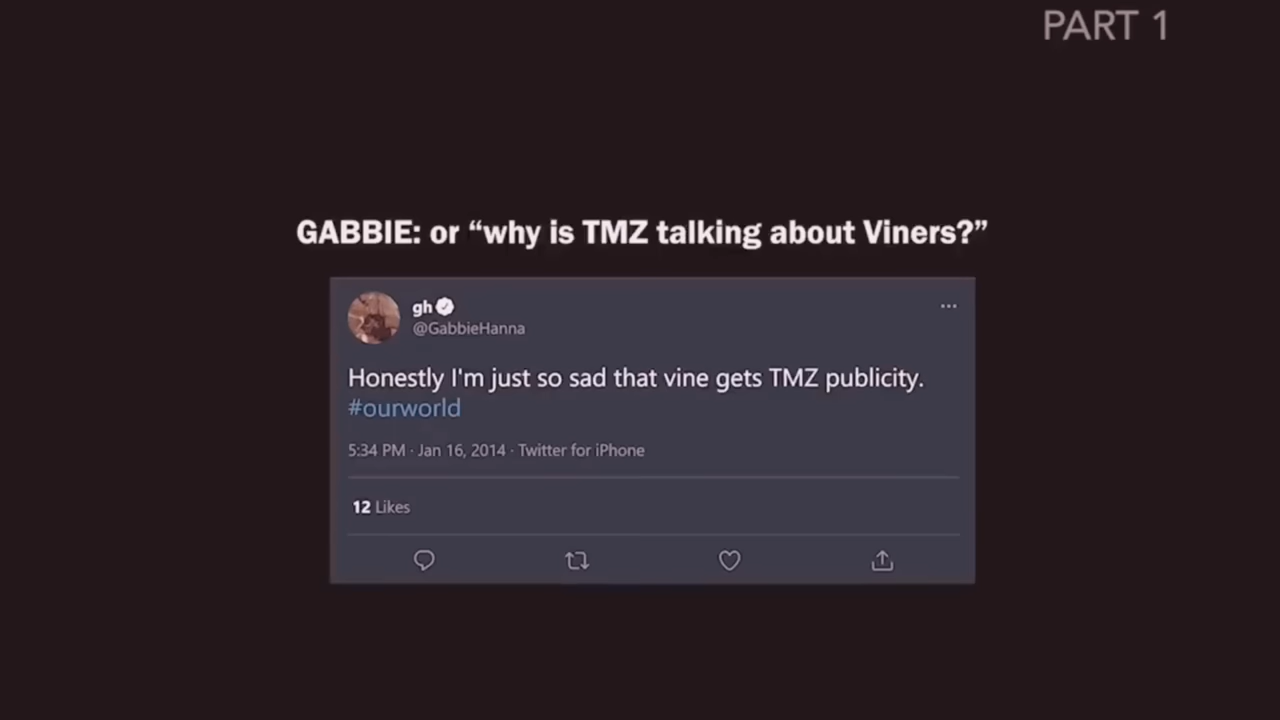 PART 1
GABBIE: or “why is TMZ talking about Viners?”
gh
@GabbieHanna
Honestly I'm just so sad that vine gets TMZ publicity.
#ourworld
5:34 PM · Jan 16, 2014 · Twitter for iPhone
12 Likes